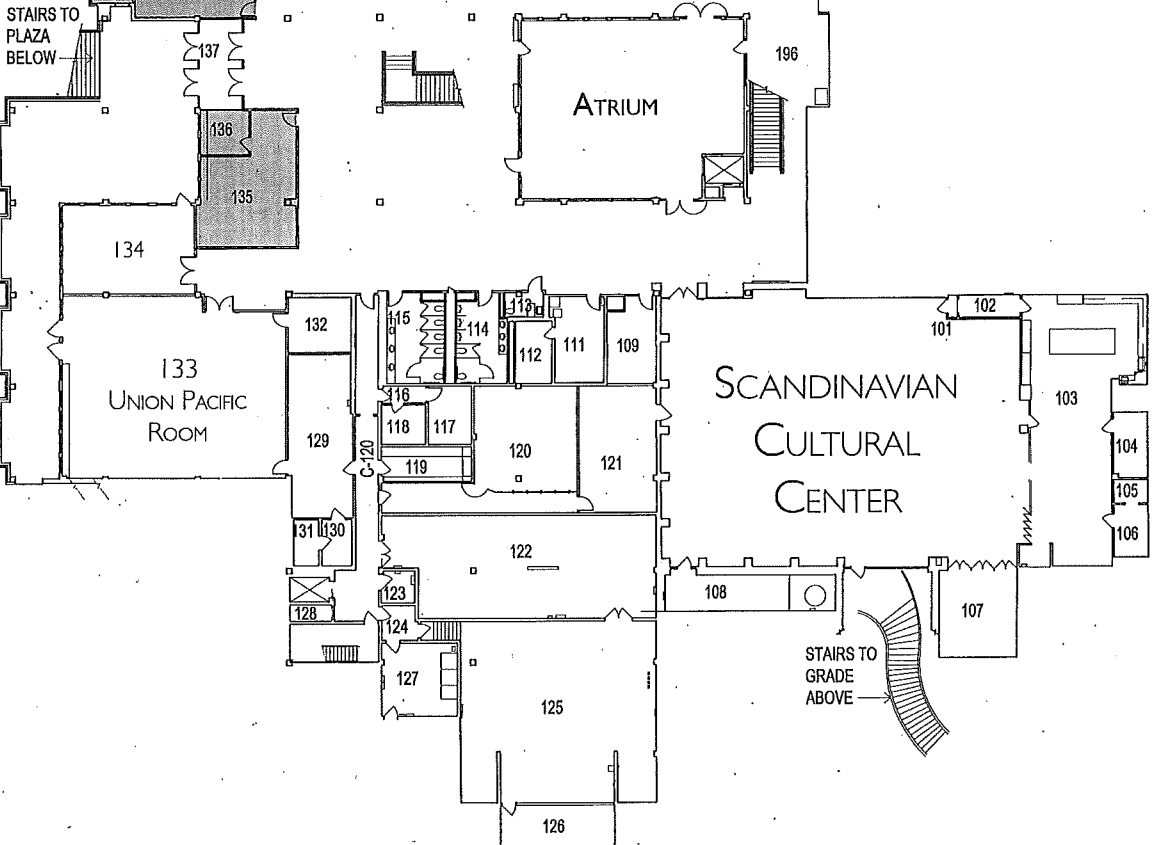 STAIRS TO
PLAZA
BELOW
137
196
ATRIUM
136
135
134
132
115
114
113
112
111
109
101
102
133
UNION PACIFIC
ROOM
SCANDINAVIAN
CULTURAL
CENTER
103
116
118
117
129
C-120
119
120
121
104
105
106
131
130
122
123
128
124
108
107
127
125
STAIRS TO
GRADE
ABOVE
126